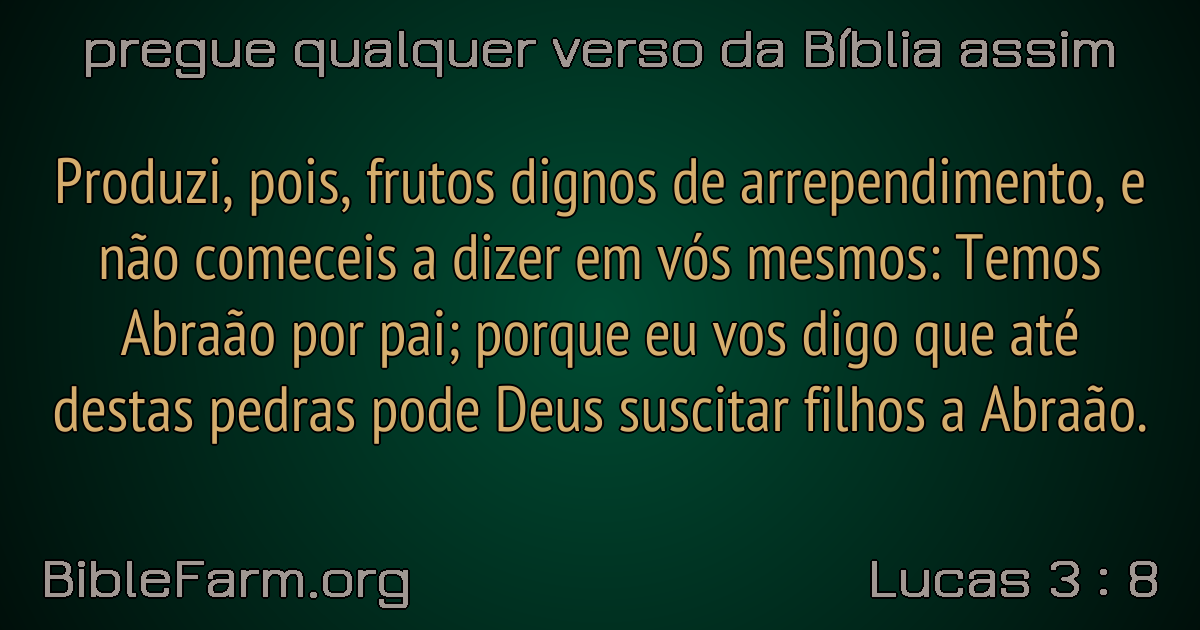 pregue qualquer verso da Bíblia assim
Produzi, pois, frutos dignos de arrependimento, e
não comeceis a dizer em vós mesmos: Temos
Abraão por pai; porque eu vos digo que até
destas pedras pode Deus suscitar filhos a Abraão.
BibleFarm.org
Lucas 3 : 8